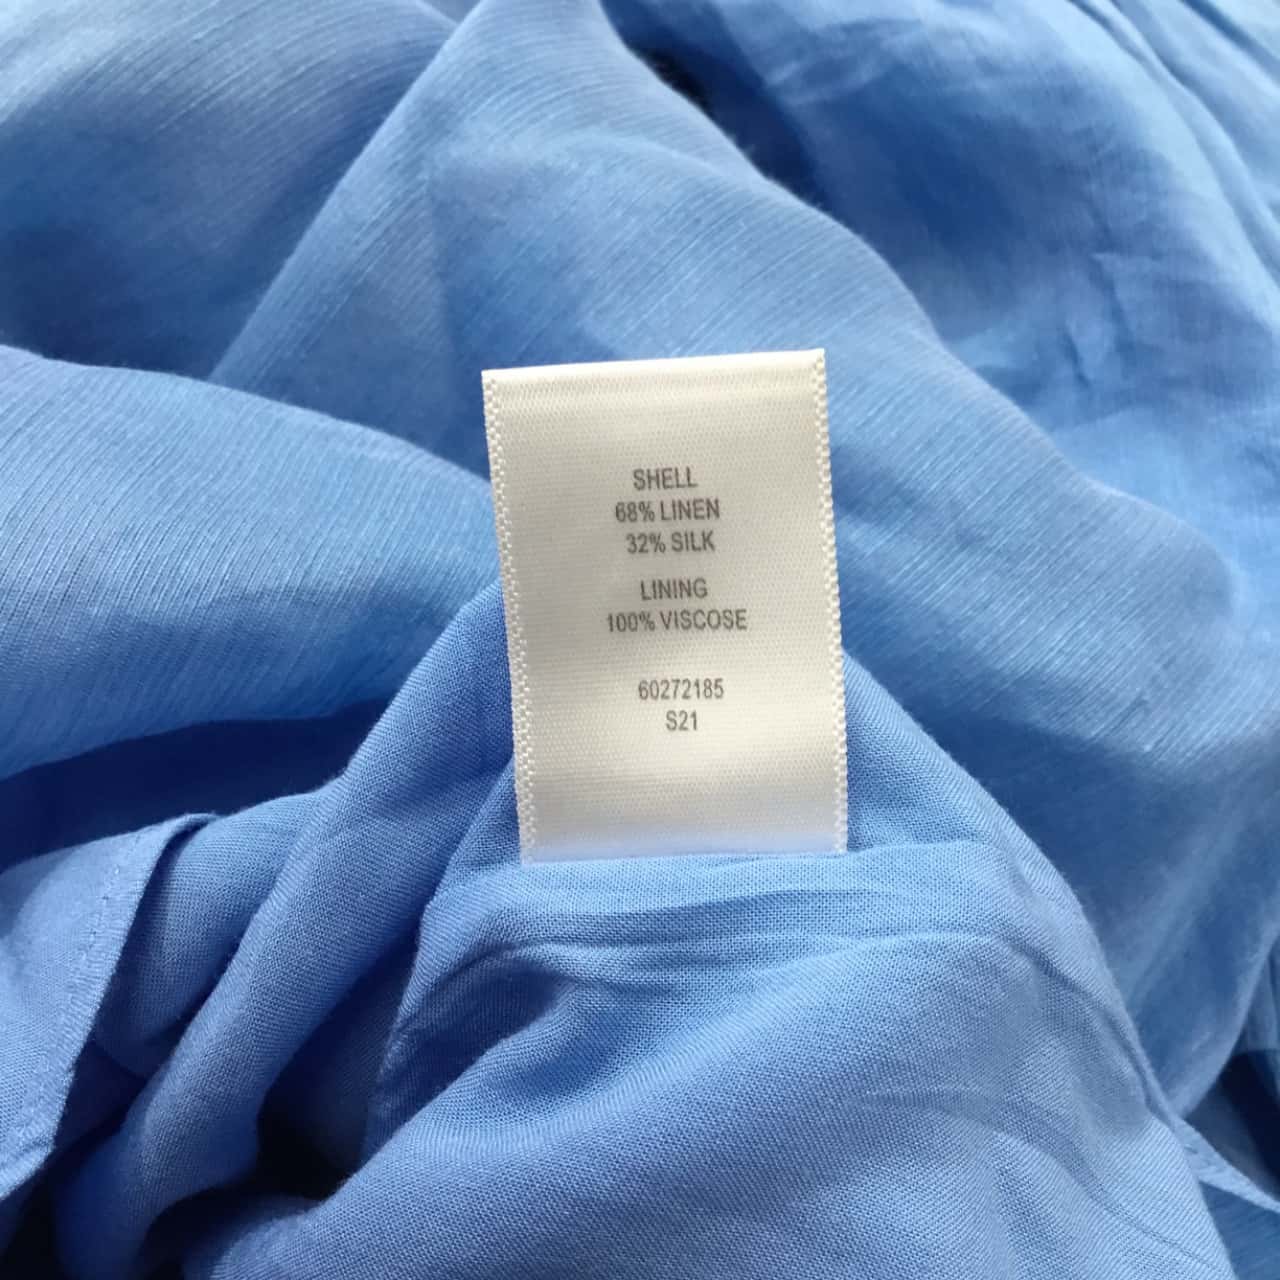 SHELL
68% LINEN
32% SILK
LINING
100% VISCOSE
60272185
S21